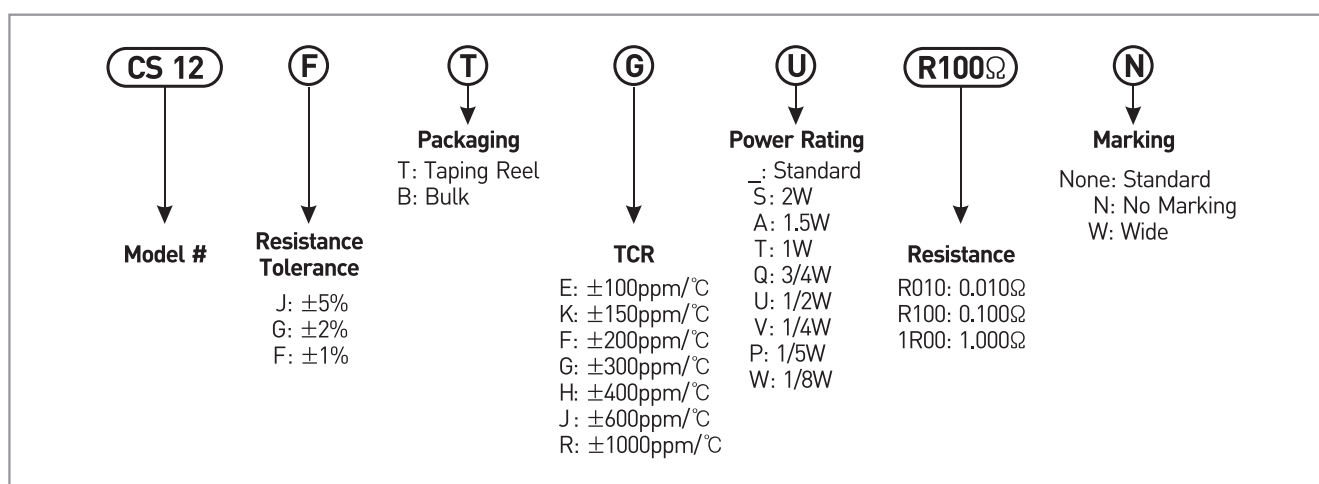 CS 12 F T G U R100Ω N
Packaging
T: Taping Reel
B: Bulk
Power Rating
_: Standard
S: 2W
A: 1.5W
T: 1W
Q: 3/4W
U: 1/2W
V: 1/4W
P: 1/5W
W: 1/8W
Marking
None: Standard
N: No Marking
W: Wide
Model #
Resistance
Tolerance
J: ±5%
G: ±2%
F: ±1%
TCR
E: ±100ppm/℃
K: ±150ppm/℃
F: ±200ppm/℃
G: ±300ppm/℃
H: ±400ppm/℃
J: ±600ppm/℃
R: ±1000ppm/℃
Resistance
R010: 0.010Ω
R100: 0.100Ω
1R00: 1.000Ω